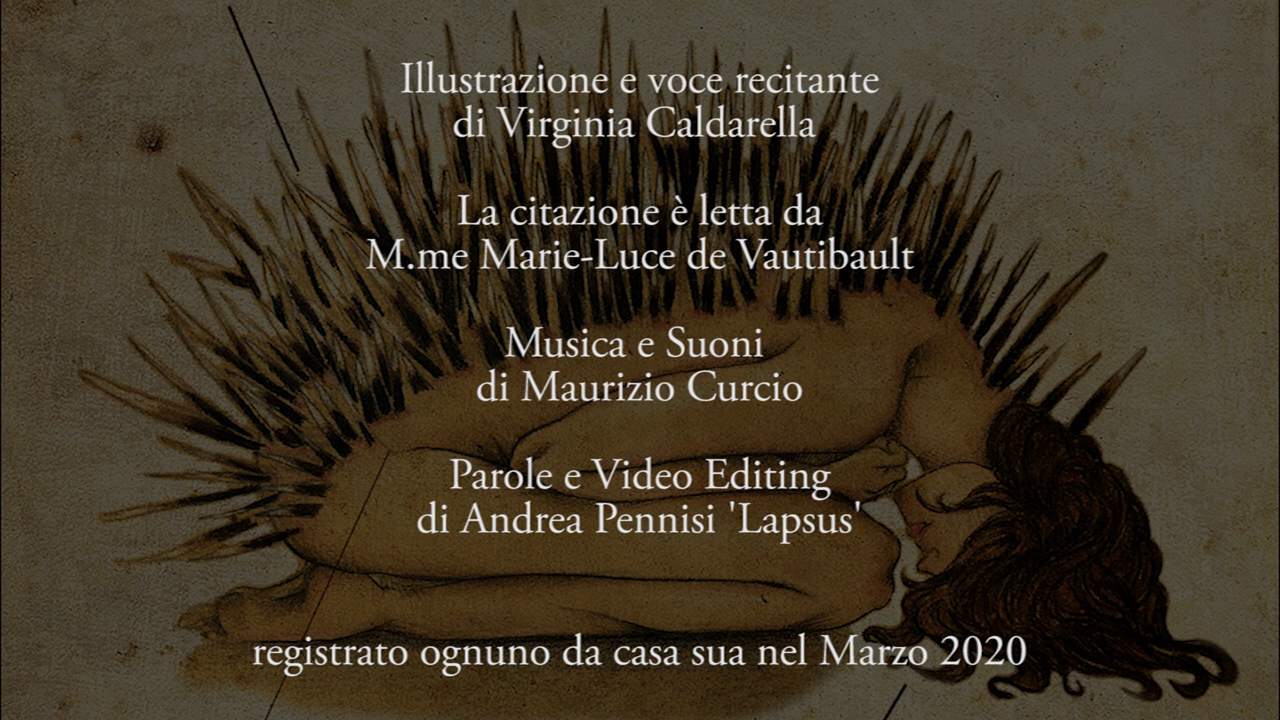 Illustrazione e voce recitante
di Virginia Caldarella
La citazione è letta da
M.me Marie-Luce de Vautibault
Musica e Suoni
di Maurizio Curcio
Parole e Video Editing
di Andrea Pennisi 'Lapsus'
registrato ognuno da casa sua nel Marzo 2020